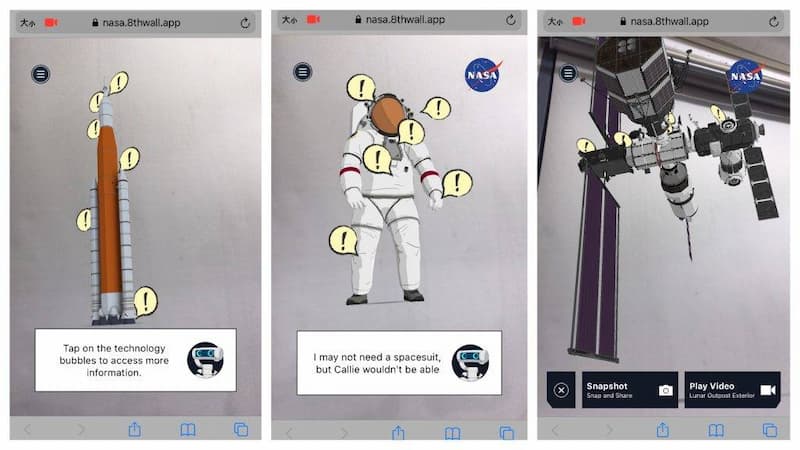 大小
nasa.8thwall.app
!
!
!
!
!
!
Tap on the technology
bubbles to access more
information.
大小
nasa.8thwall.app
NASA
!
!
!
!
!
!
I may not need a spacesuit,
but Callie wouldn't be able
大小
nasa.8thwall.app
NASA
!
!
!
!
Snapshot
Snap and Share
Play Video
Lunar Outpost Exterior